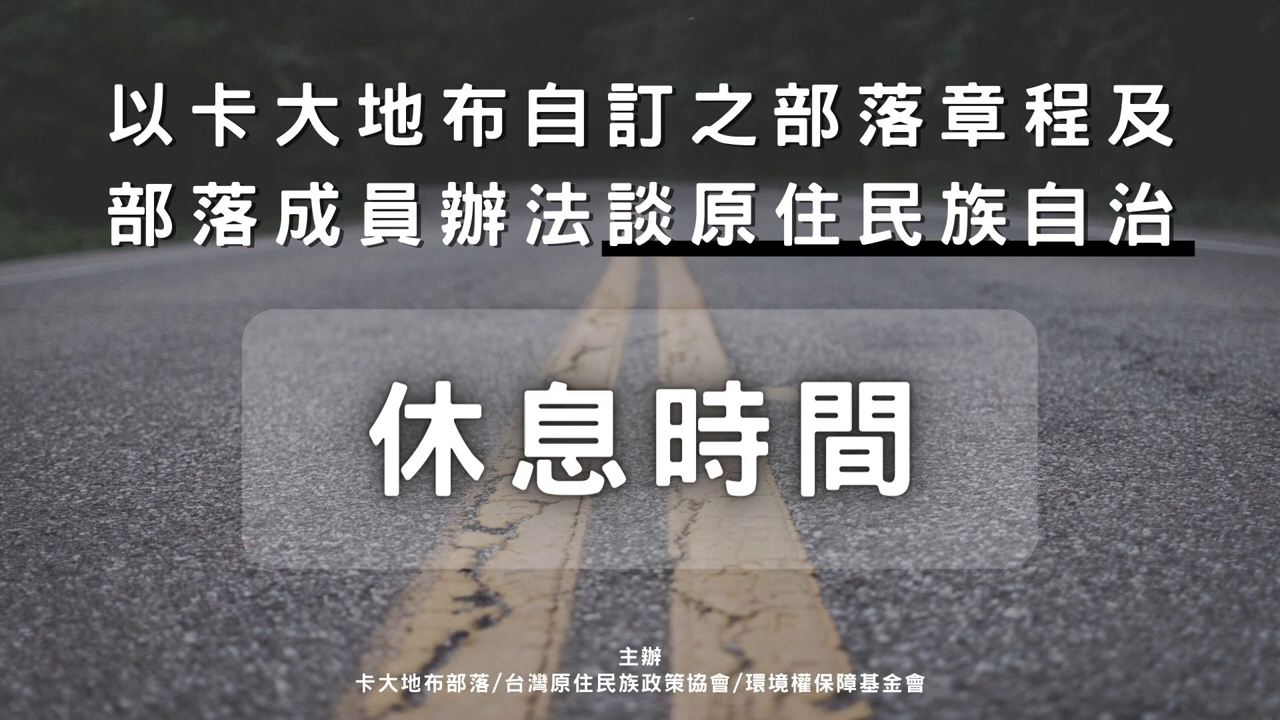 以卡大地布自訂之部落章程及
部落成員辦法談原住民族自治
休息時間
主辦
卡大地布部落/台灣原住民族政策協會/環境權保障基金會